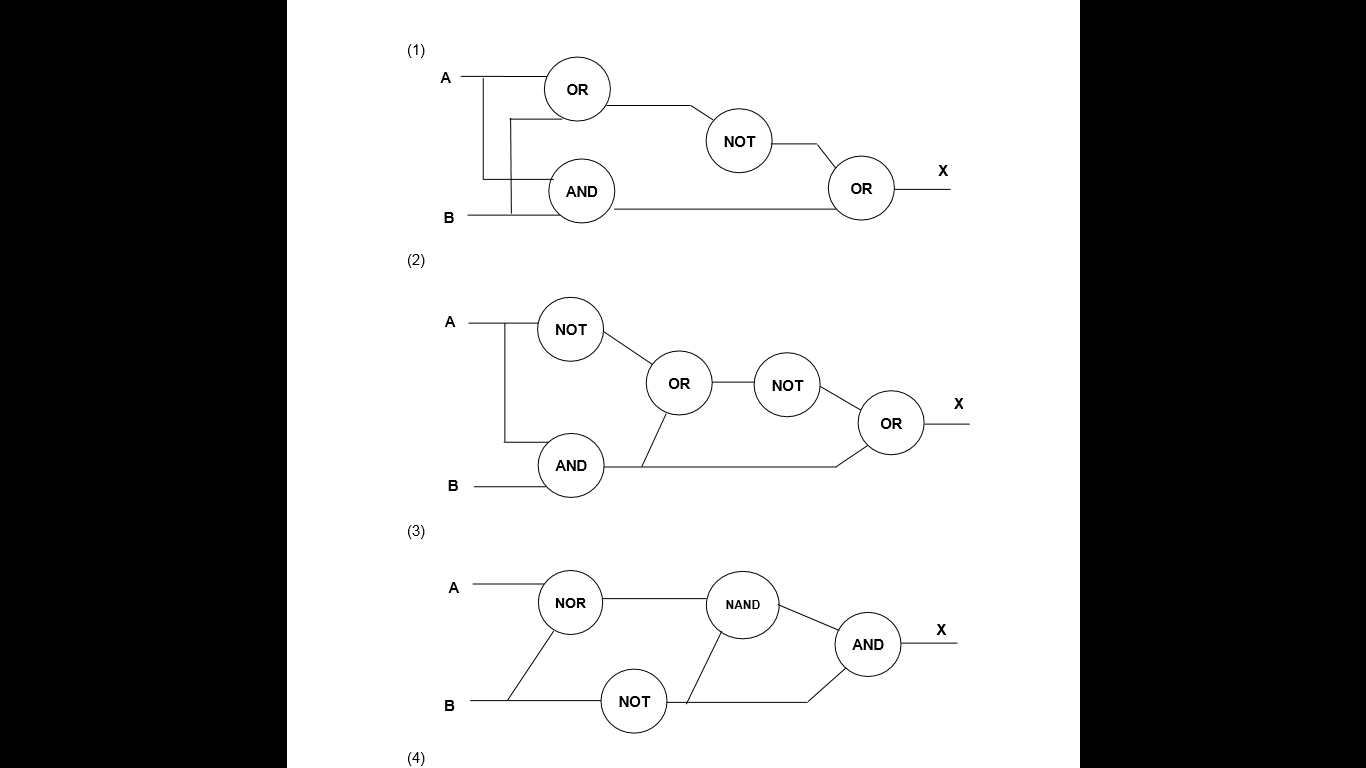 (1)
A
OR
NOT
X
OR
AND
B
(2)
A
NOT
OR
NOT
X
OR
AND
B
(3)
A
NOR
NAND
X
AND
B
NOT
(4)